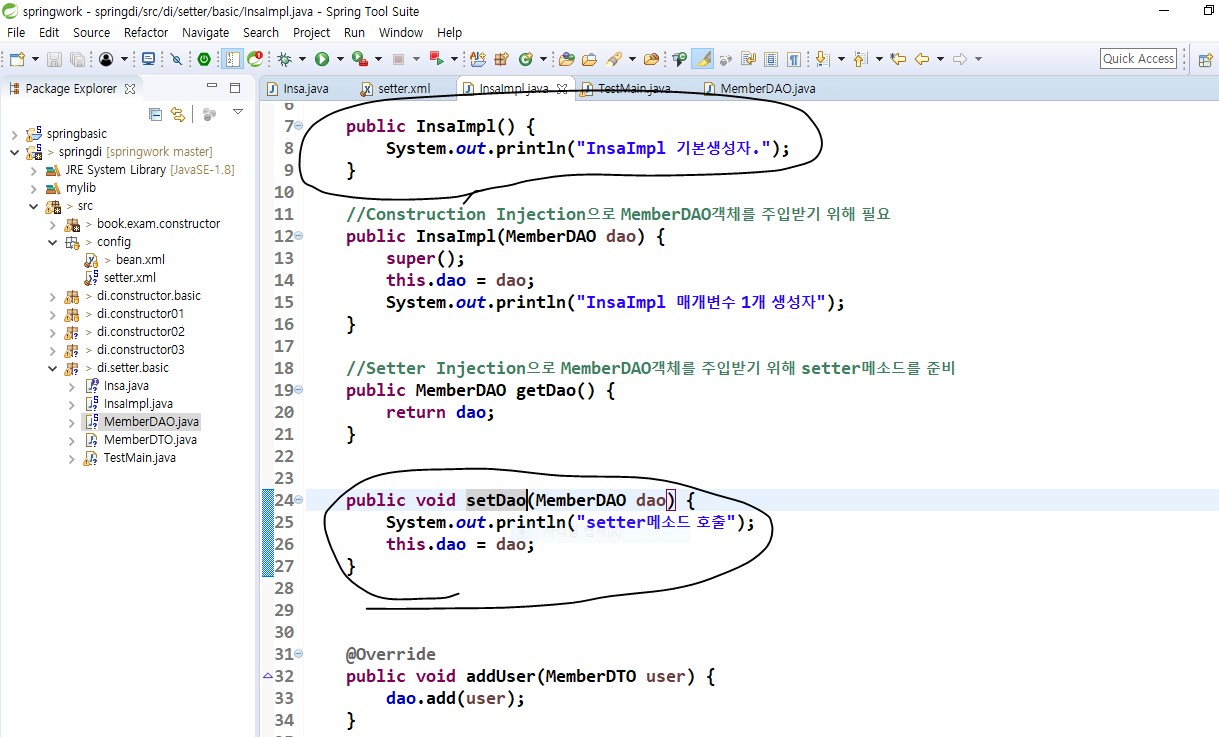 springwork - springdi/src/di/setter/basic/InsaImpl.java - Spring Tool Suite
File Edit Source Refactor Navigate Search Project Run Window Help
Quick Access
Package Explorer
springbasic
> springdi [springwork master]
JRE System Library [JavaSE-1.8]
mylib
> src
> book.exam.constructor
> config
> bean.xml
setter.xml
> di.constructor.basic
> di.constructor01
> di.constructor02
> di.constructor03
> di.setter.basic
Insa.java
InsaImpl.java
MemberDAO.java
MemberDTO.java
TestMain.java
Insa.java setter.xml InsaImpl.java TestMain.java MemberDAO.java
6
7 public InsaImpl() {
8 System.out.println("InsaImpl 기본생성자.");
9 }
10
11 //Construction Injection으로 MemberDAO객체를 주입받기 위해 필요
12 public InsaImpl(MemberDAO dao) {
13 super();
14 this.dao = dao;
15 System.out.println("InsaImpl 매개변수 1개 생성자");
16 }
17
18 //Setter Injection으로 MemberDAO객체를 주입받기 위해 setter메소드를 준비
19 public MemberDAO getDao() {
20 return dao;
21 }
22
23
24 public void setDao(MemberDAO dao) {
25 System.out.println("setter메소드 호출");
26 this.dao = dao;
27 }
28
29
30
31 @Override
32 public void addUser(MemberDTO user) {
33 dao.add(user);
34 }